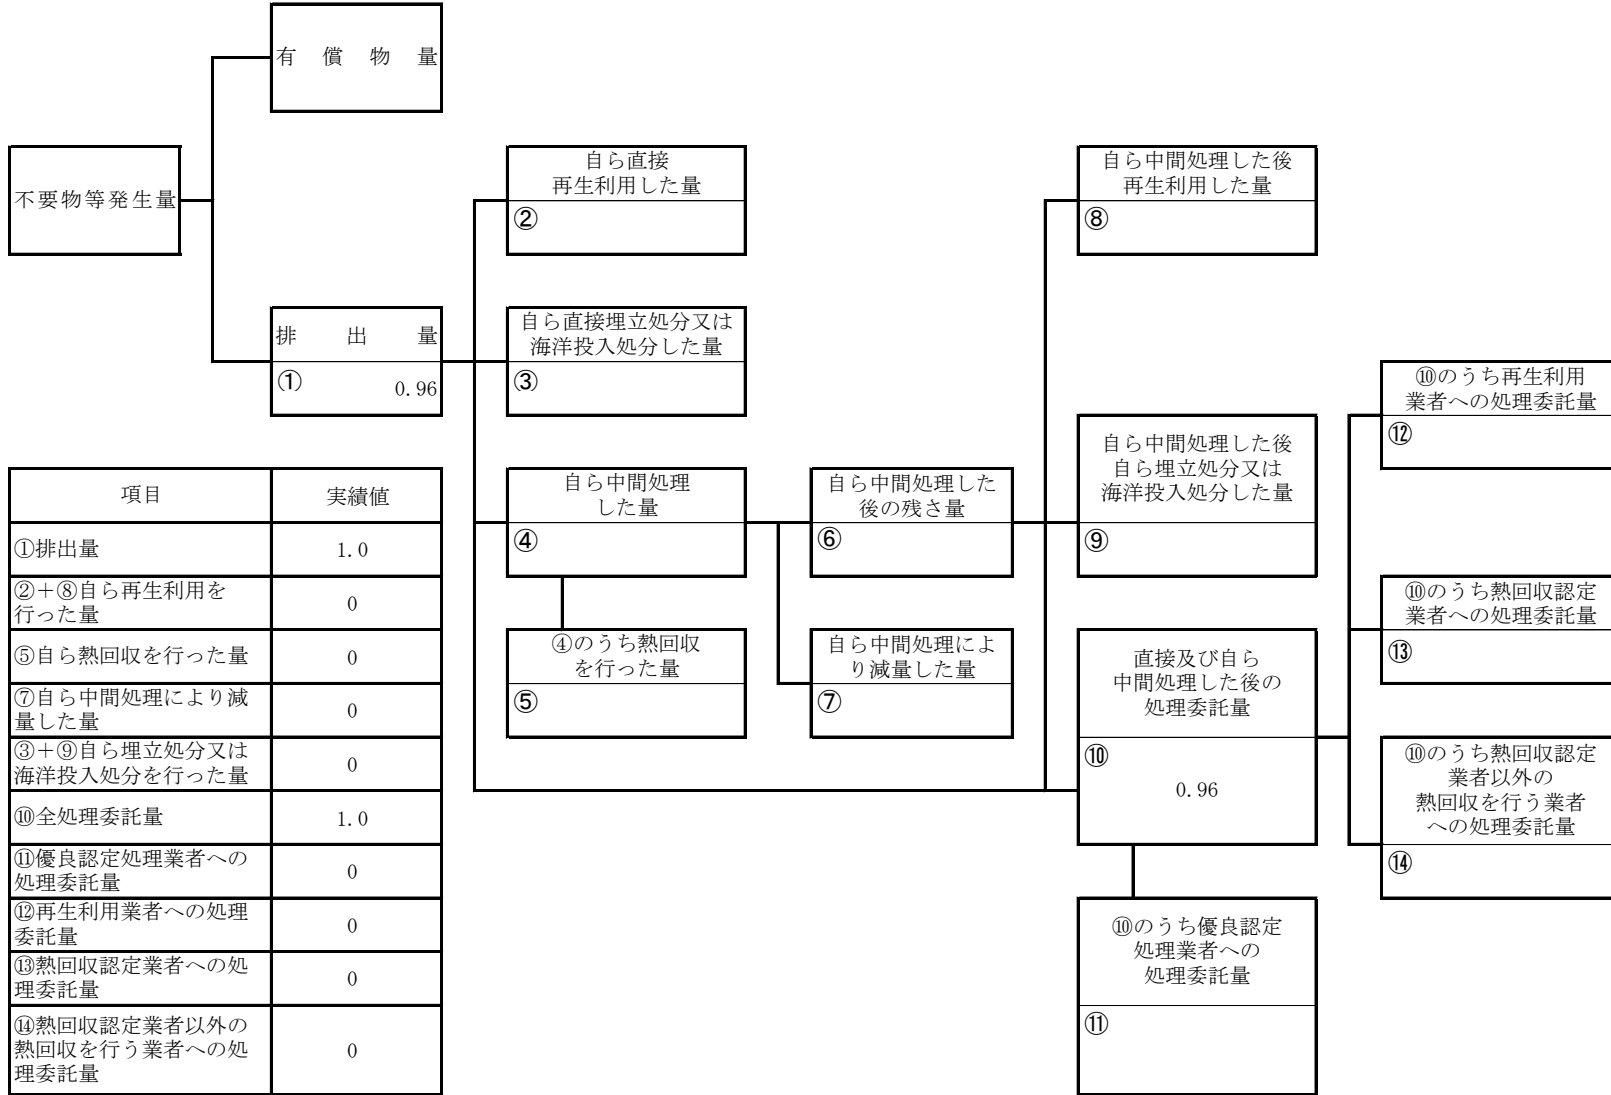 有償物量
不要物等発生量
排出量
①
0.96
自ら直接
再生利用した量
②
自ら直接埋立処分又は
海洋投入処分した量
③
自ら中間処理
した量
④
④のうち熱回収
を行った量
⑤
自ら中間処理した
後の残さ量
⑥
自ら中間処理によ
り減量した量
⑦
自ら中間処理した後
再生利用した量
⑧
自ら中間処理した後
自ら埋立処分又は
海洋投入処分した量
⑨
直接及び自ら
中間処理した後の
処理委託量
⑩
0.96
⑩のうち優良認定
処理業者への
処理委託量
⑪
⑩のうち再生利用
業者への処理委託量
⑫
⑩のうち熱回収認定
業者への処理委託量
⑬
⑩のうち熱回収認定
業者以外の
熱回収を行う業者
への処理委託量
⑭
項目 実績値
①排出量 1.0
②+⑧自ら再生利用を
行った量 0
⑤自ら熱回収を行った量 0
⑦自ら中間処理により減
量した量 0
③+⑨自ら埋立処分又は
海洋投入処分を行った量 0
⑩全処理委託量 1.0
⑪優良認定処理業者への
処理委託量 0
⑫再生利用業者への処理
委託量 0
⑬熱回収認定業者への処
理委託量 0
⑭熱回収認定業者以外の
熱回収を行う業者への処
理委託量 0